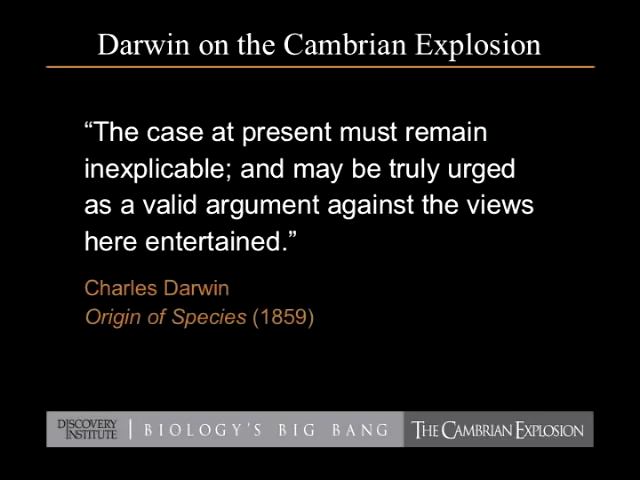 Darwin on the Cambrian Explosion
“The case at present must remain
inexplicable; and may be truly urged
as a valid argument against the views
here entertained.”
Charles Darwin
Origin of Species (1859)
DISCOVERY
INSTITUTE
BIOLOGY'S BIG BANG
THE CAMBRIAN EXPLOSION